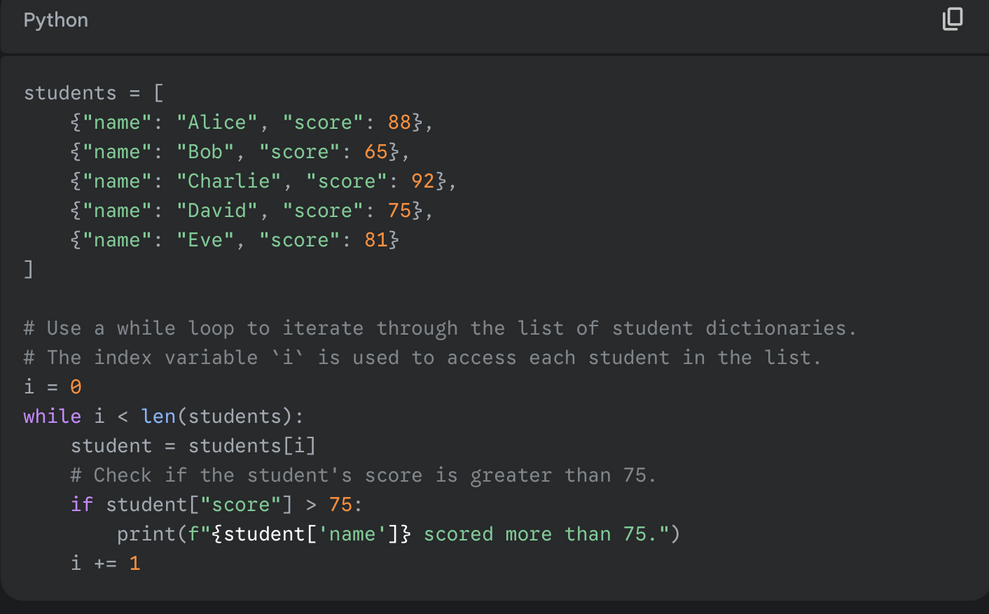 Python
students = [
    {"name": "Alice", "score": 88},
    {"name": "Bob", "score": 65},
    {"name": "Charlie", "score": 92},
    {"name": "David", "score": 75},
    {"name": "Eve", "score": 81}
]
# Use a while loop to iterate through the list of student dictionaries.
# The index variable `i` is used to access each student in the list.
i = 0
while i < len(students):
    student = students[i]
    # Check if the student's score is greater than 75.
    if student["score"] > 75:
        print(f"{student['name']} scored more than 75.")
    i += 1